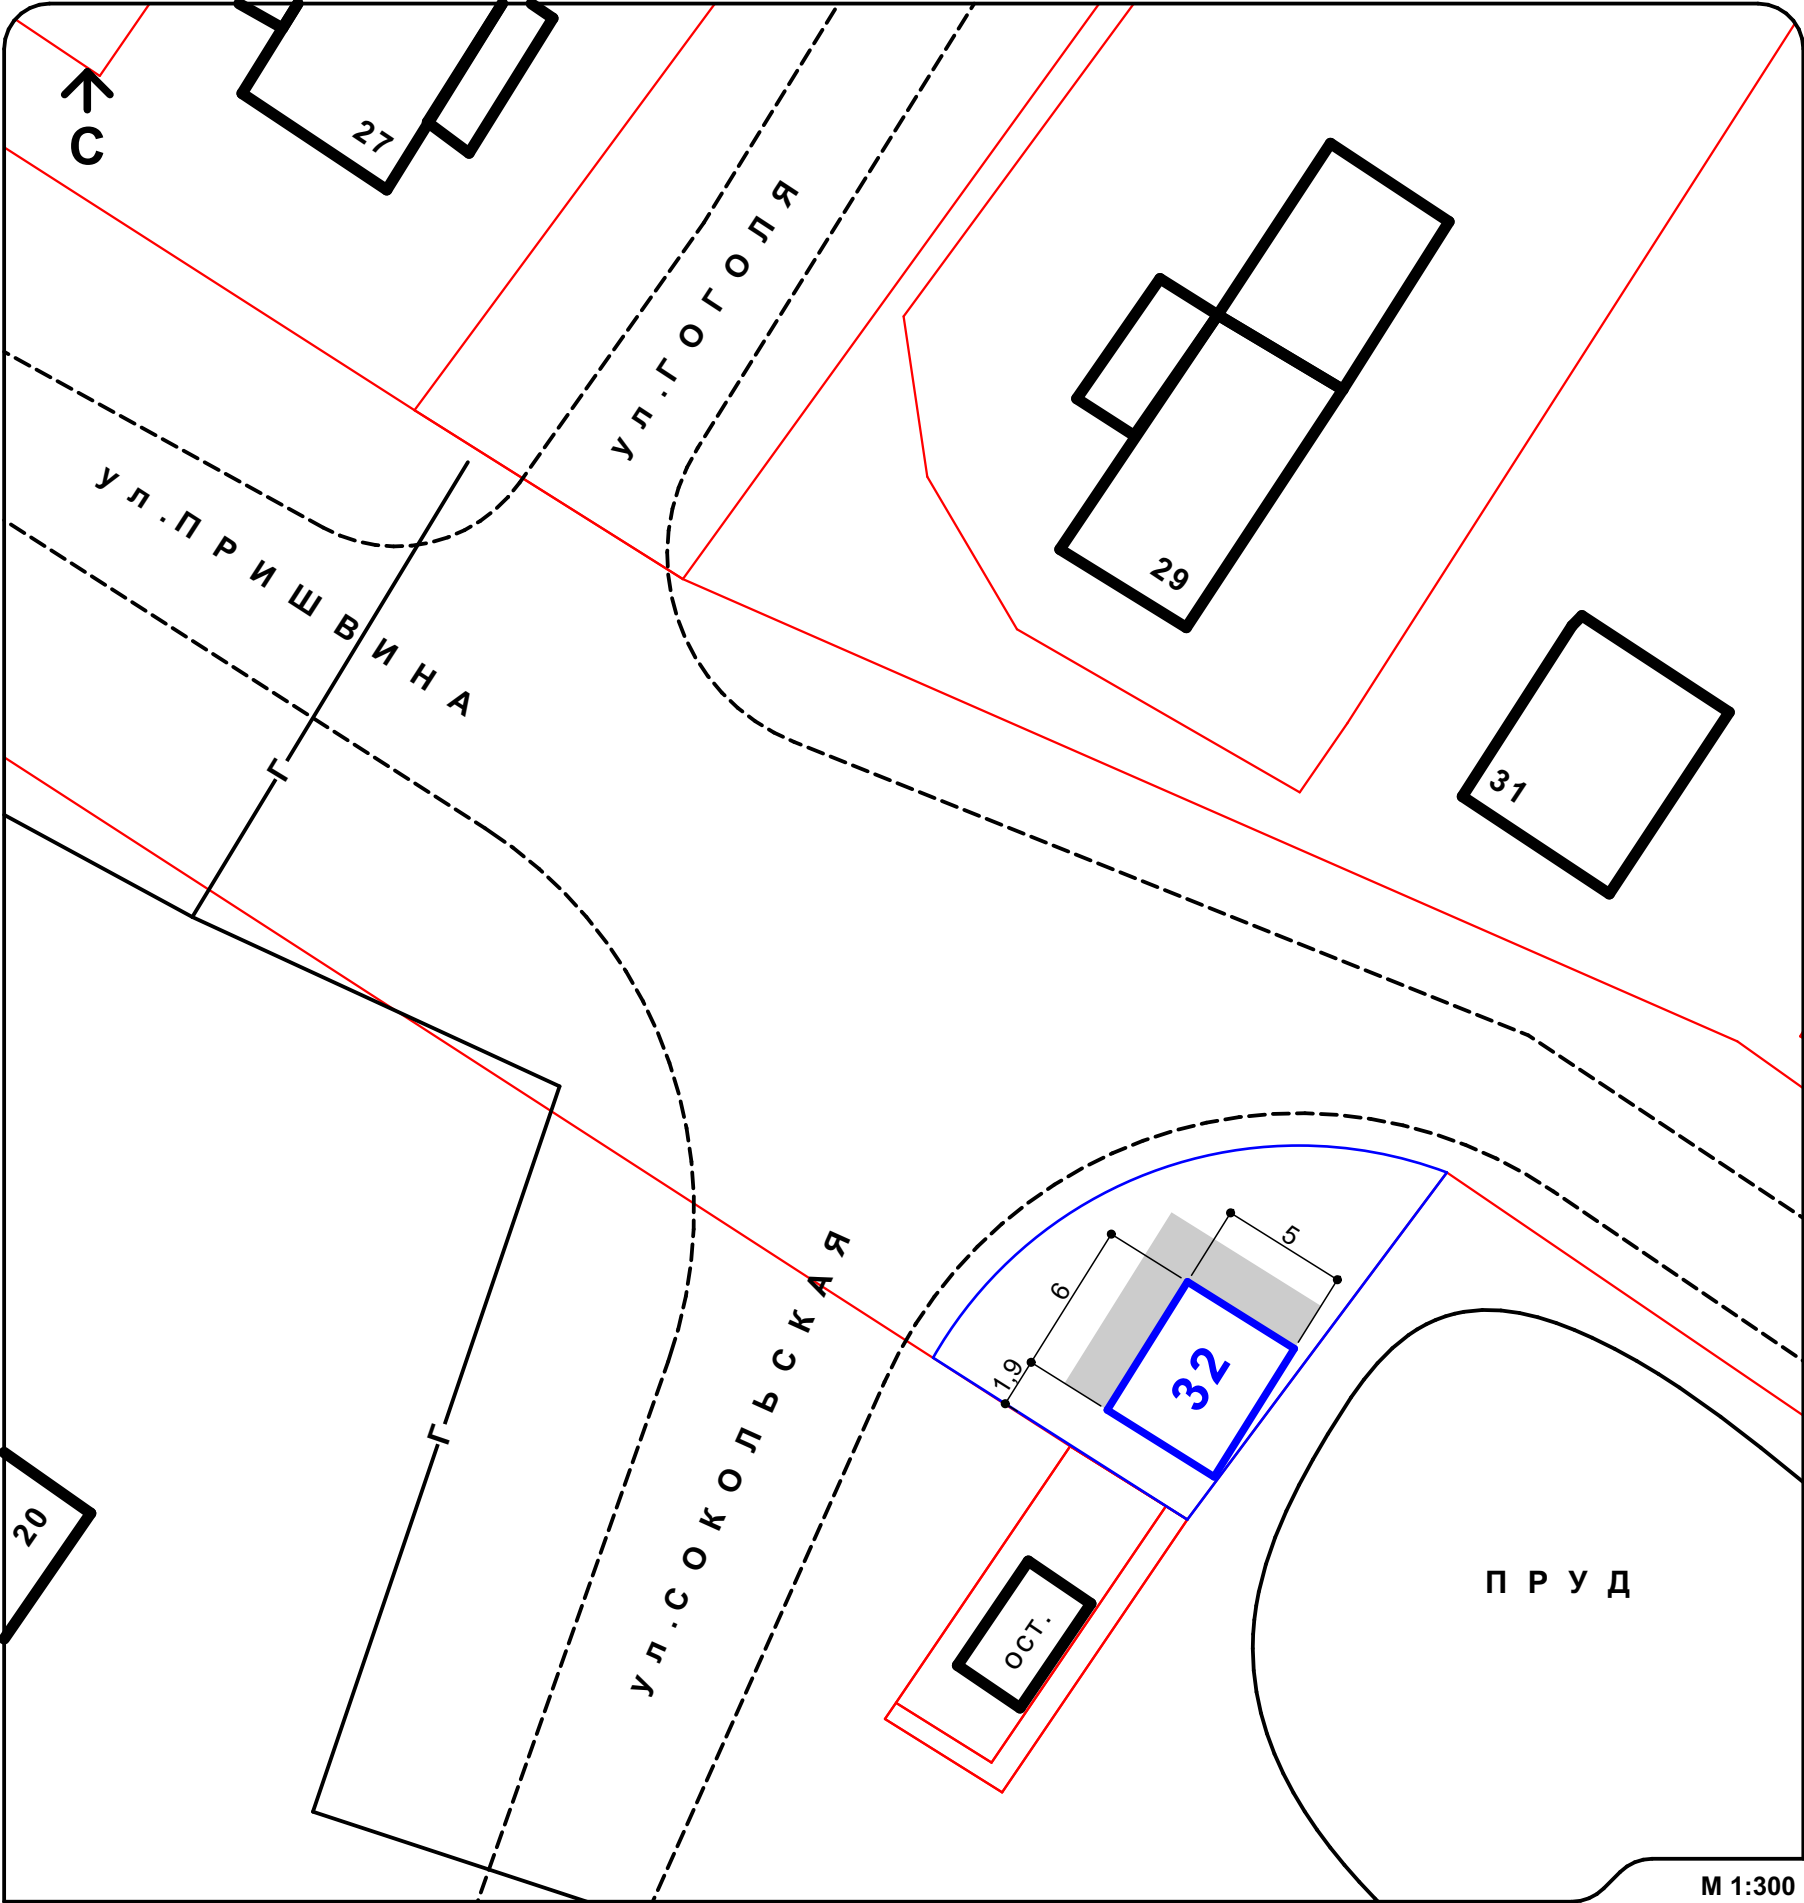 27
С
ул.ГОГОЛЯ
ул.ПРИШВИНА
29
31
Г
5
6
1,9
32
ул.СОКОЛЬСКАЯ
Г
20
ост.
ПРУД
М 1:300